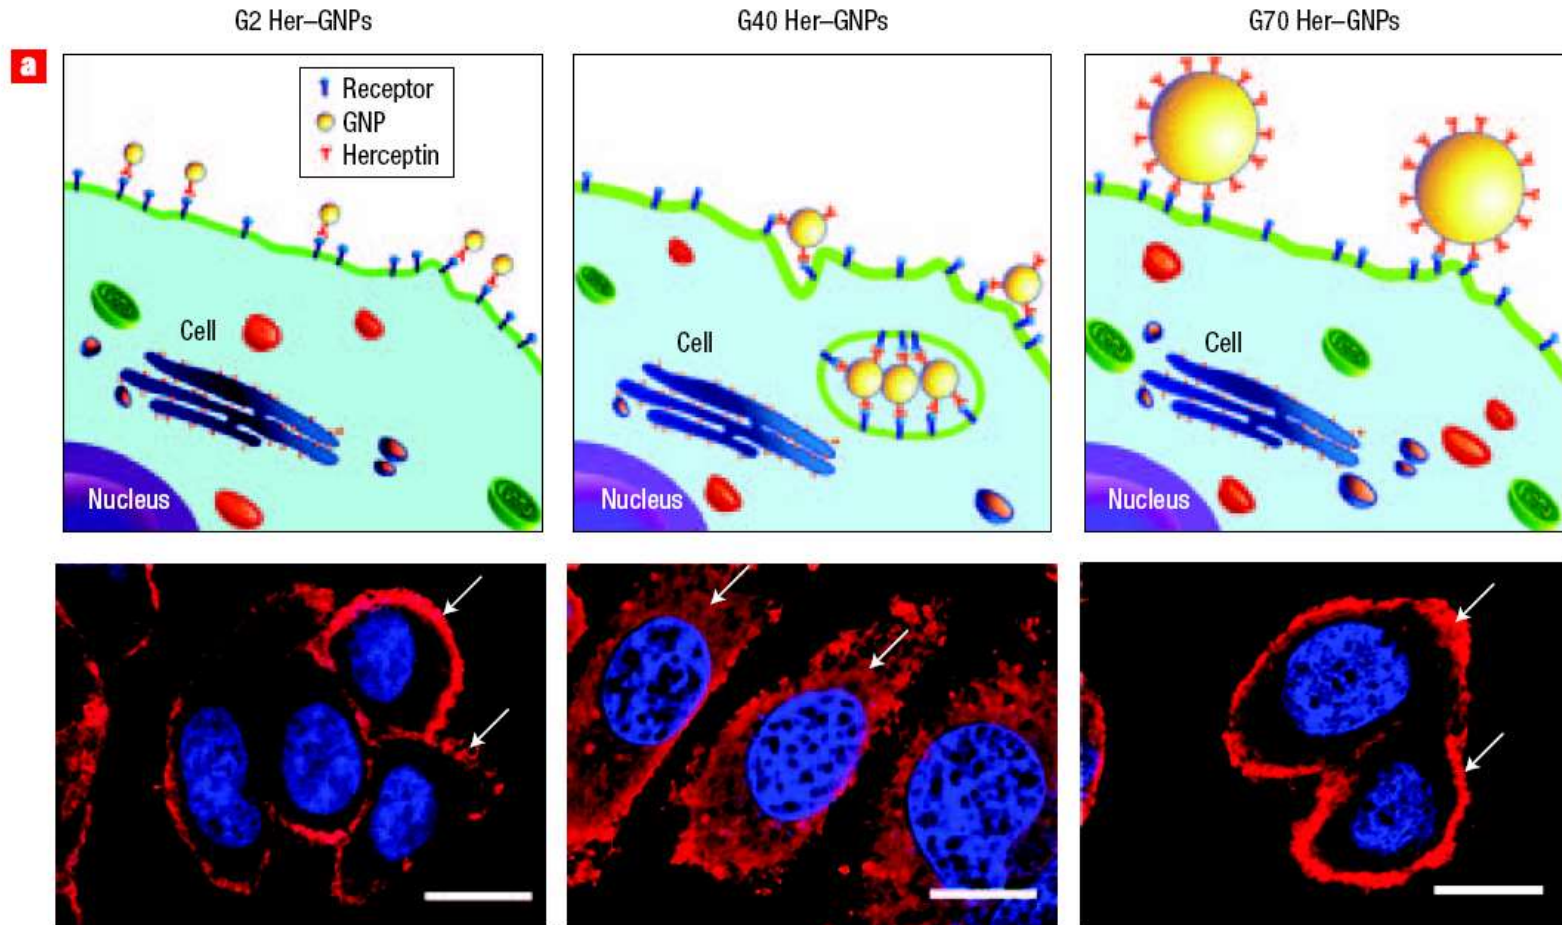 G2 Her–GNPs
G40 Her–GNPs
G70 Her–GNPs
a
Receptor
GNP
Herceptin
Cell
Nucleus
Cell
Nucleus
Cell
Nucleus